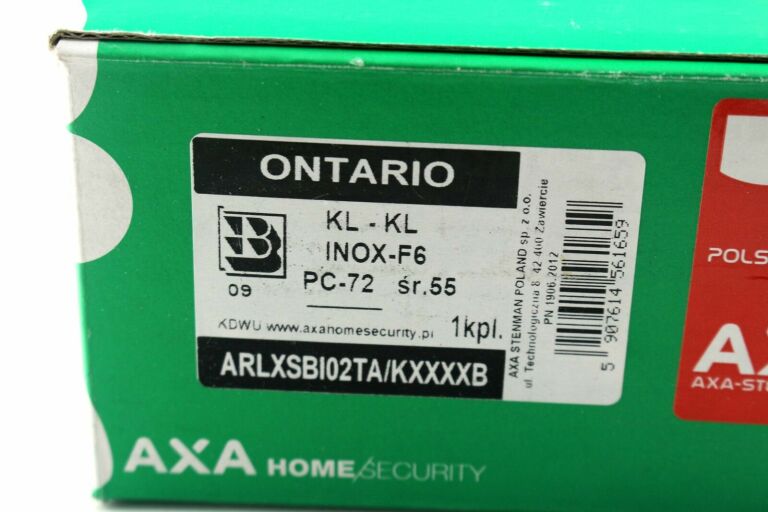 ONTARIO
B
09
KL - KL
INOX-F6
PC-72 śr.55
KDWU www.axahomesecurity.pl 1kpl.
ARLXSBI02TA/KXXXXB
AXA STENMAN POLAND sp. z o.o.
ul. Technologiczna 8, 42 400 Zawiercie
PN 1906.2012
5 907614 561659
POLS
AX
AXA-ST
AXA HOME/SECURITY